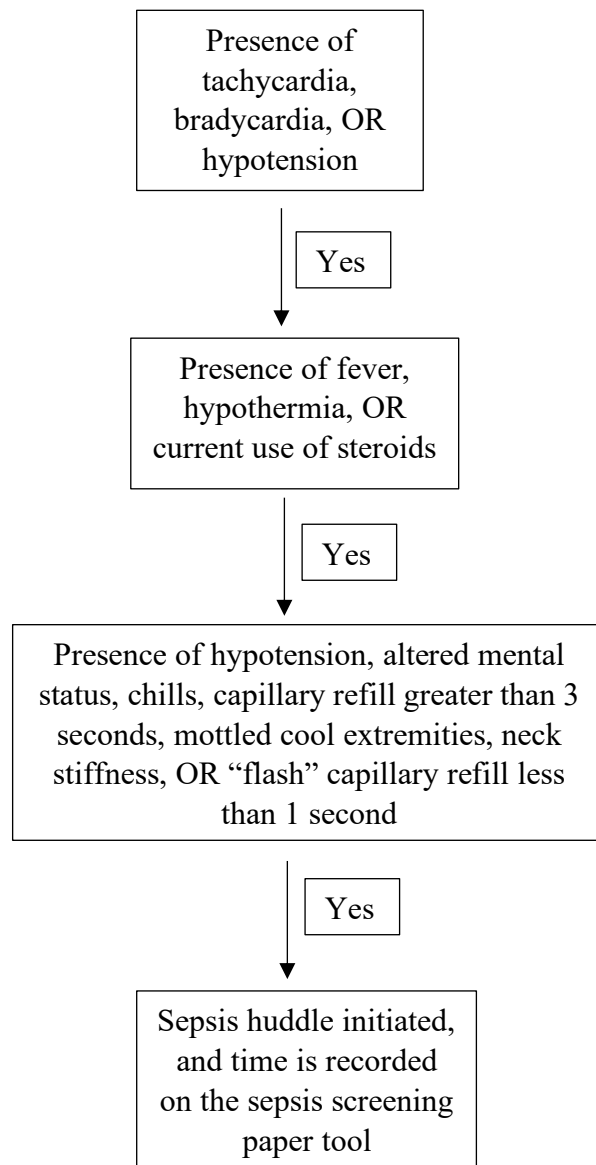 Presence of
tachycardia,
bradycardia, OR
hypotension
Yes
Presence of fever,
hypothermia, OR
current use of steroids
Yes
Presence of hypotension, altered mental
status, chills, capillary refill greater than 3
seconds, mottled cool extremities, neck
stiffness, OR “flash” capillary refill less
than 1 second
Yes
Sepsis huddle initiated,
and time is recorded
on the sepsis screening
paper tool